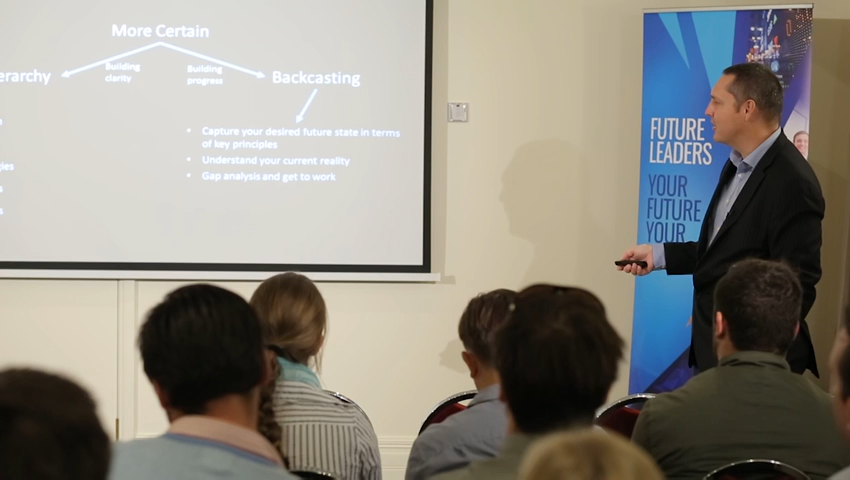 More Certain
erarchy
Building
clarity
Building
progress
Backcasting
• Capture your desired future state in terms
of key principles
• Understand your current reality
• Gap analysis and get to work
gies
s
s
FUTURE
LEADERS
YOUR
FUTURE
YOUR